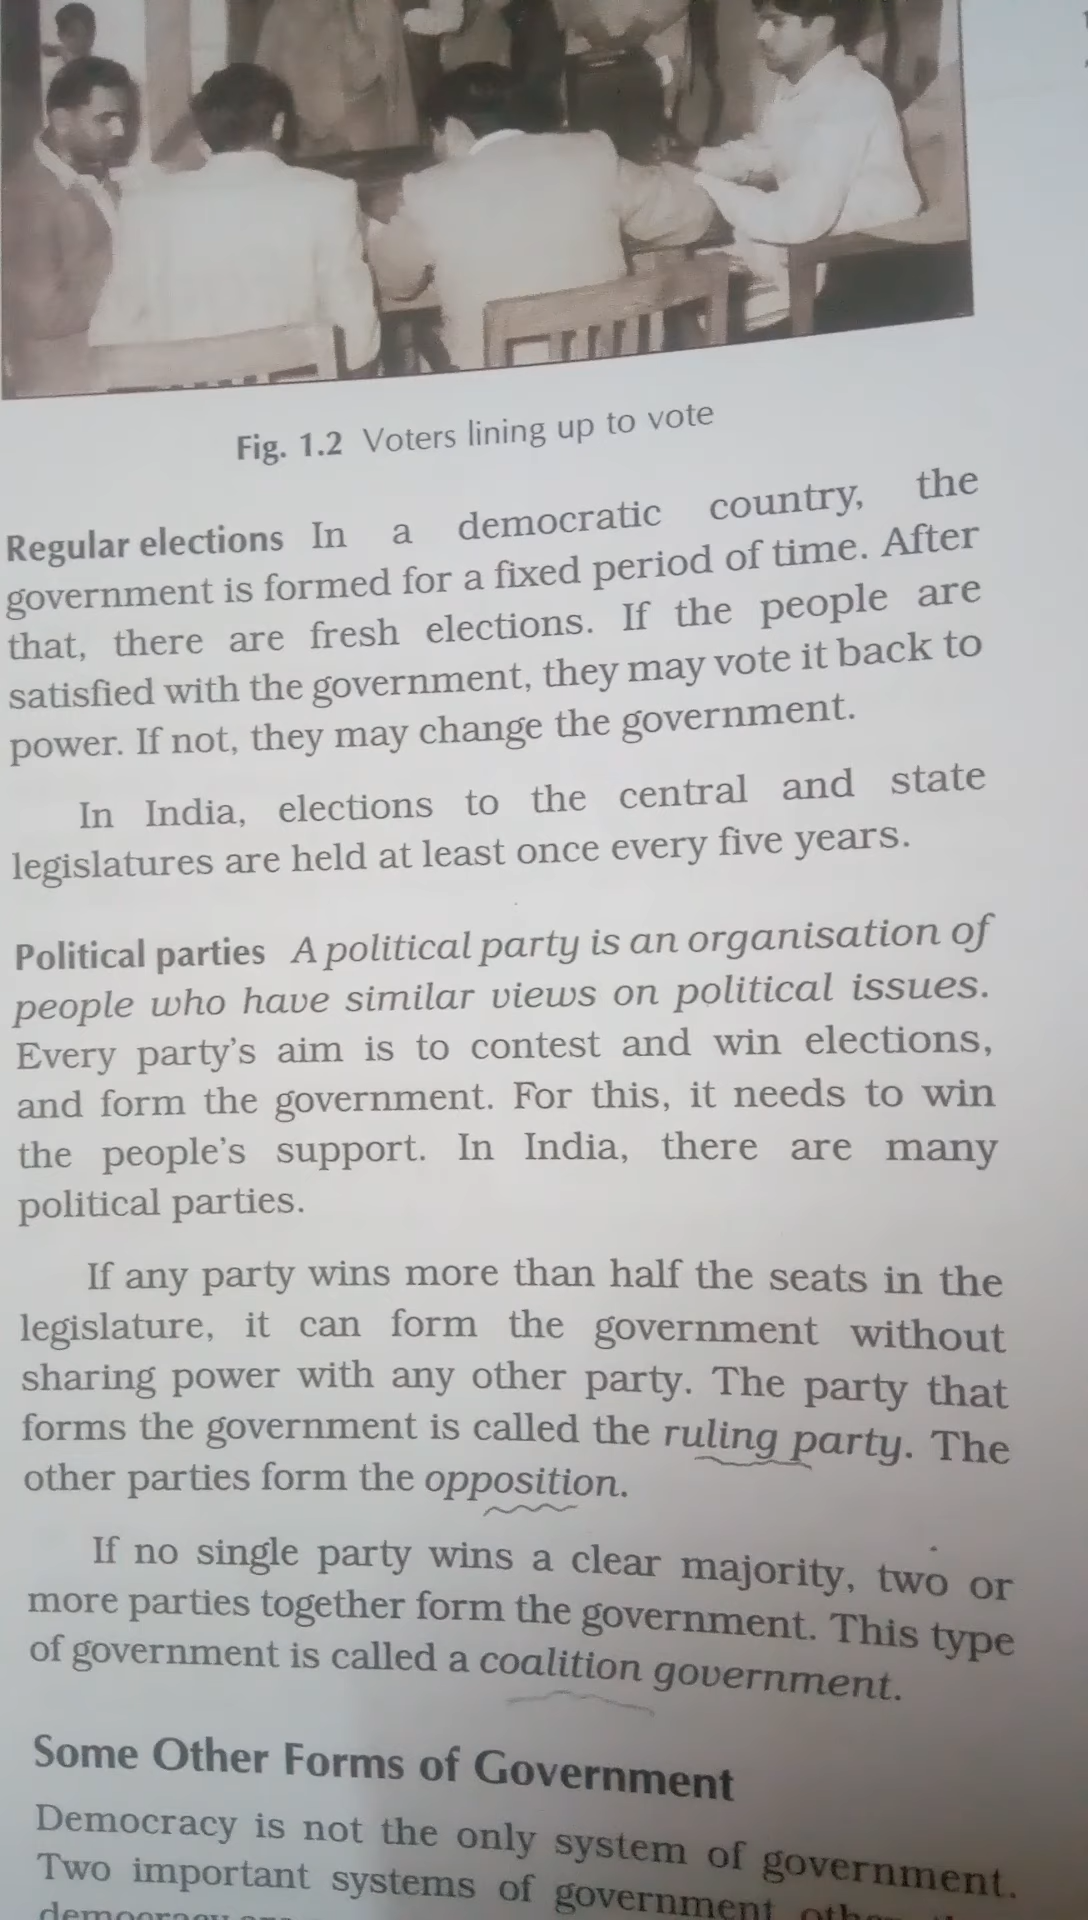 Fig. 1.2 Voters lining up to vote
Regular elections In a democratic country, the
government is formed for a fixed period of time. After
that, there are fresh elections. If the people are
satisfied with the government, they may vote it back to
power. If not, they may change the government.
In India, elections to the central and state
legislatures are held at least once every five years.
Political parties A political party is an organisation of
people who have similar views on political issues.
Every party's aim is to contest and win elections,
and form the government. For this, it needs to win
the people's support. In India, there are many
political parties.
If any party wins more than half the seats in the
legislature, it can form the government without
sharing power with any other party. The party that
forms the government is called the ruling party. The
other parties form the opposition.
If no single party wins a clear majority, two or
more parties together form the government. This type
of government is called a coalition government.
Some Other Forms of Government
Democracy is not the only system of government.
Two important systems of government